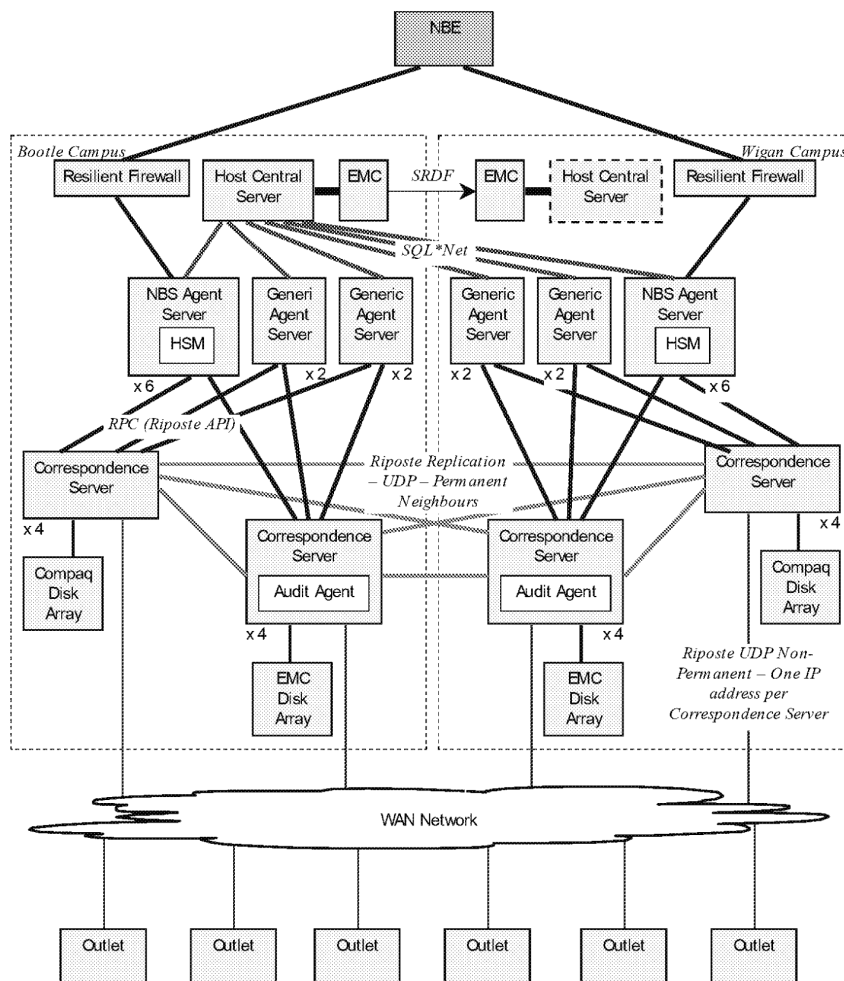 NBE
Bootle Campus
Wigan Campus
Resilient Firewall
Host Central
Server
EMC
SRDF
EMC
Host Central
Server
Resilient Firewall
SQL*Net
NBS Agent
Server
HSM
x 6
Generi
Agent
Server
x 2
Generic
Agent
Server
x 2
Generic
Agent
Server
x 2
Generic
Agent
Server
NBS Agent
Server
HSM
x 6
RPC (Riposte API)
Correspondence
Server
x 4
Riposte Replication
– UDP – Permanent
Neighbours
Correspondence
Server
x 4
Compaq
Disk
Array
Correspondence
Server
Audit Agent
x 4
Correspondence
Server
Audit Agent
x 4
Compaq
Disk
Array
EMC
Disk
Array
EMC
Disk
Array
Riposte UDP Non-
Permanent – One IP
address per
Correspondence Server
WAN Network
Outlet
Outlet
Outlet
Outlet
Outlet
Outlet